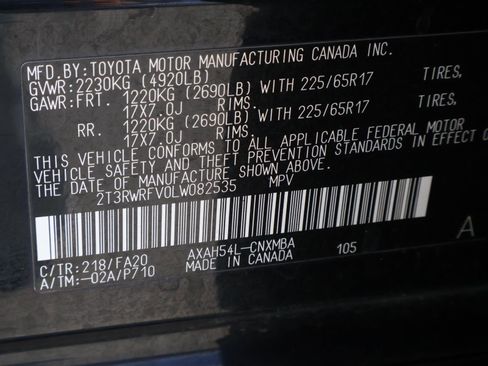 MFD.BY:TOYOTA MOTOR MANUFACTURING CANADA INC.
GVWR:2230KG (4920LB)
GAWR:FRT. 1220KG (2690LB) WITH 225/65R17 TIRES,
17X7.0J RIMS.
RR. 1220KG (2690LB) WITH 225/65R17 TIRES,
17X7.0J RIMS.
THIS VEHICLE CONFORMS TO ALL APPLICABLE FEDERAL MOTOR
VEHICLE SAFETY AND BUMPER STANDARDS IN EFFECT O
THE DATE OF MANUFACTURE SHOWN ABOVE.
2T3RWRFV0LW082535 MPV
C/TR:218/FA20 AXAH54L-CNXMBA 105 A
A/TM:-02A/P710 MADE IN CANADA